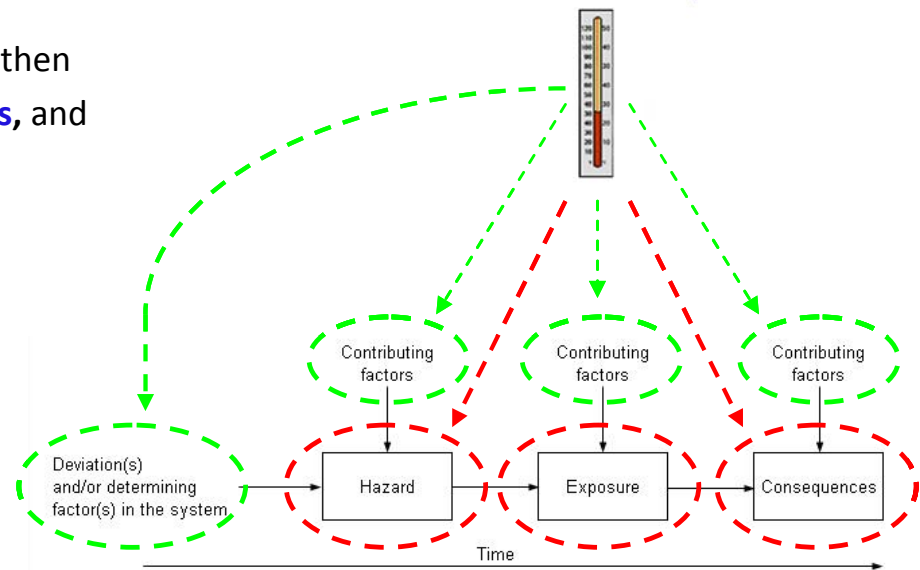 then
s, and
Contributing
factors
Contributing
factors
Contributing
factors
Deviation(s)
and/or determining
factor(s) in the system
Hazard
Exposure
Consequences
Time